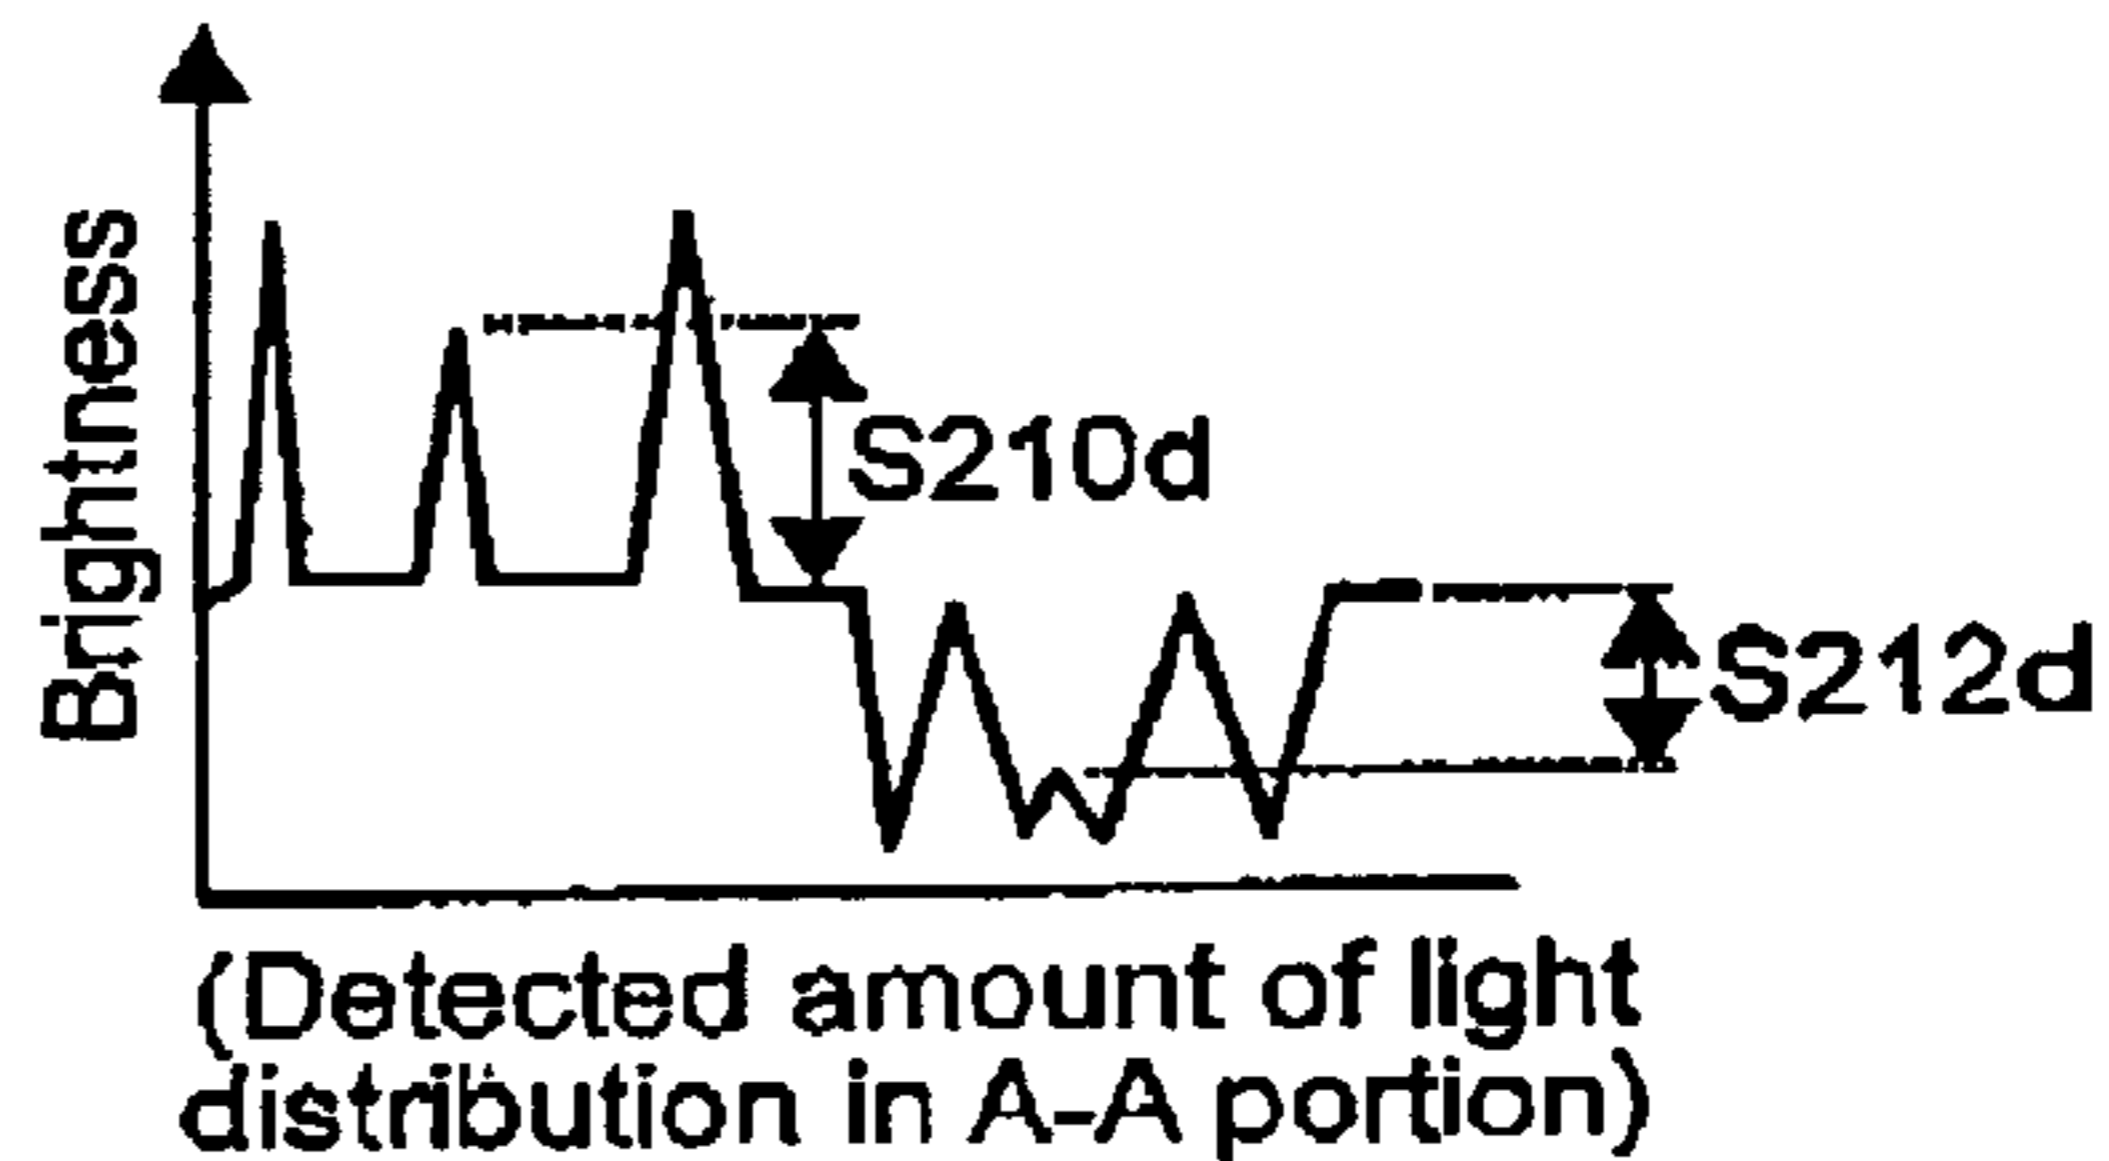 Brightness
S210d
S212d
(Detected amount of light
distribution in A-A portion)